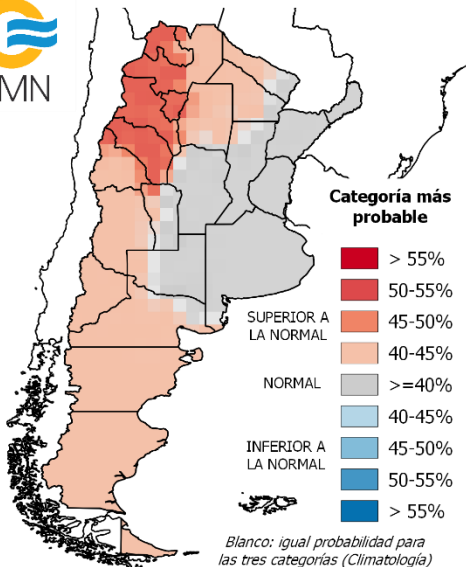 MN
Categoría más
probable
> 55%
50-55%
SUPERIOR A
LA NORMAL
45-50%
40-45%
NORMAL
>=40%
40-45%
INFERIOR A
LA NORMAL
45-50%
50-55%
> 55%
Blanco: igual probabilidad para
las tres categorías (Climatología)